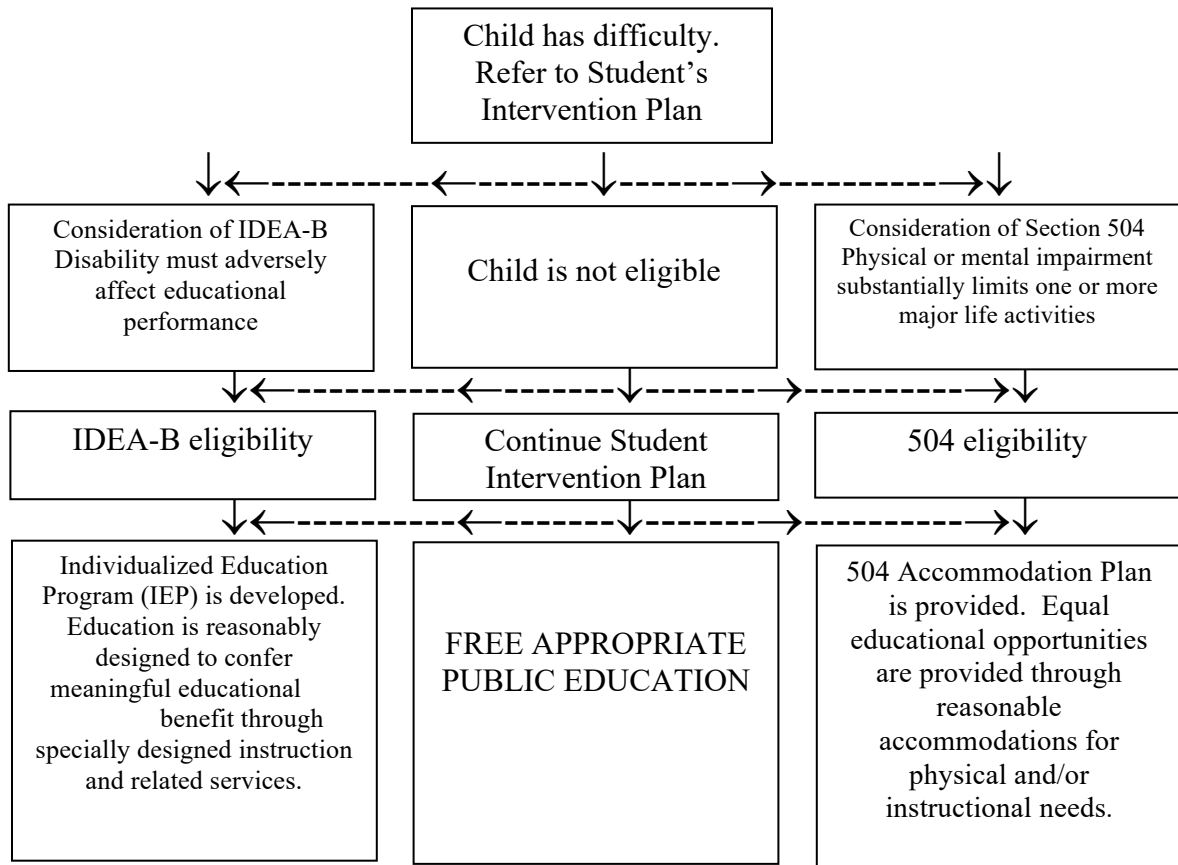 Child has difficulty.
Refer to Student’s
Intervention Plan
Consideration of IDEA-B
Disability must adversely
affect educational
performance
Child is not eligible
Consideration of Section 504
Physical or mental impairment
substantially limits one or more
major life activities
IDEA-B eligibility
Continue Student
Intervention Plan
504 eligibility
Individualized Education
Program (IEP) is developed.
Education is reasonably
designed to confer
meaningful educational
benefit through
specially designed instruction
and related services.
FREE APPROPRIATE
PUBLIC EDUCATION
504 Accommodation Plan
is provided.  Equal
educational opportunities
are provided through
reasonable
accommodations for
physical and/or
instructional needs.